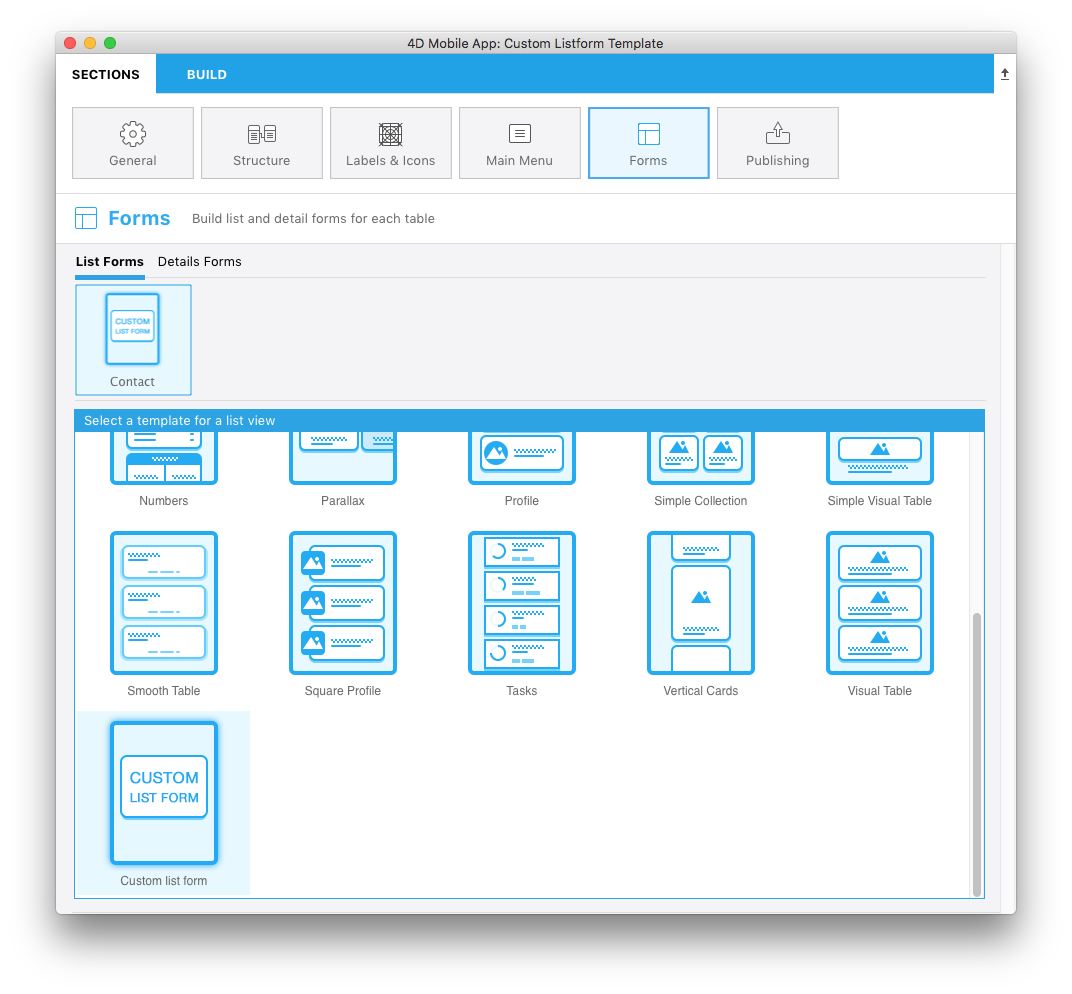 4D Mobile App: Custom Listform Template
SECTIONS BUILD
General Structure Labels & Icons Main Menu Forms Publishing
Forms Build list and detail forms for each table
List Forms Details Forms
CUSTOM
LIST FORM
Contact
Select a template for a list view
Numbers Parallax Profile Simple Collection Simple Visual Table
Smooth Table Square Profile Tasks Vertical Cards Visual Table
CUSTOM
LIST FORM
Custom list form